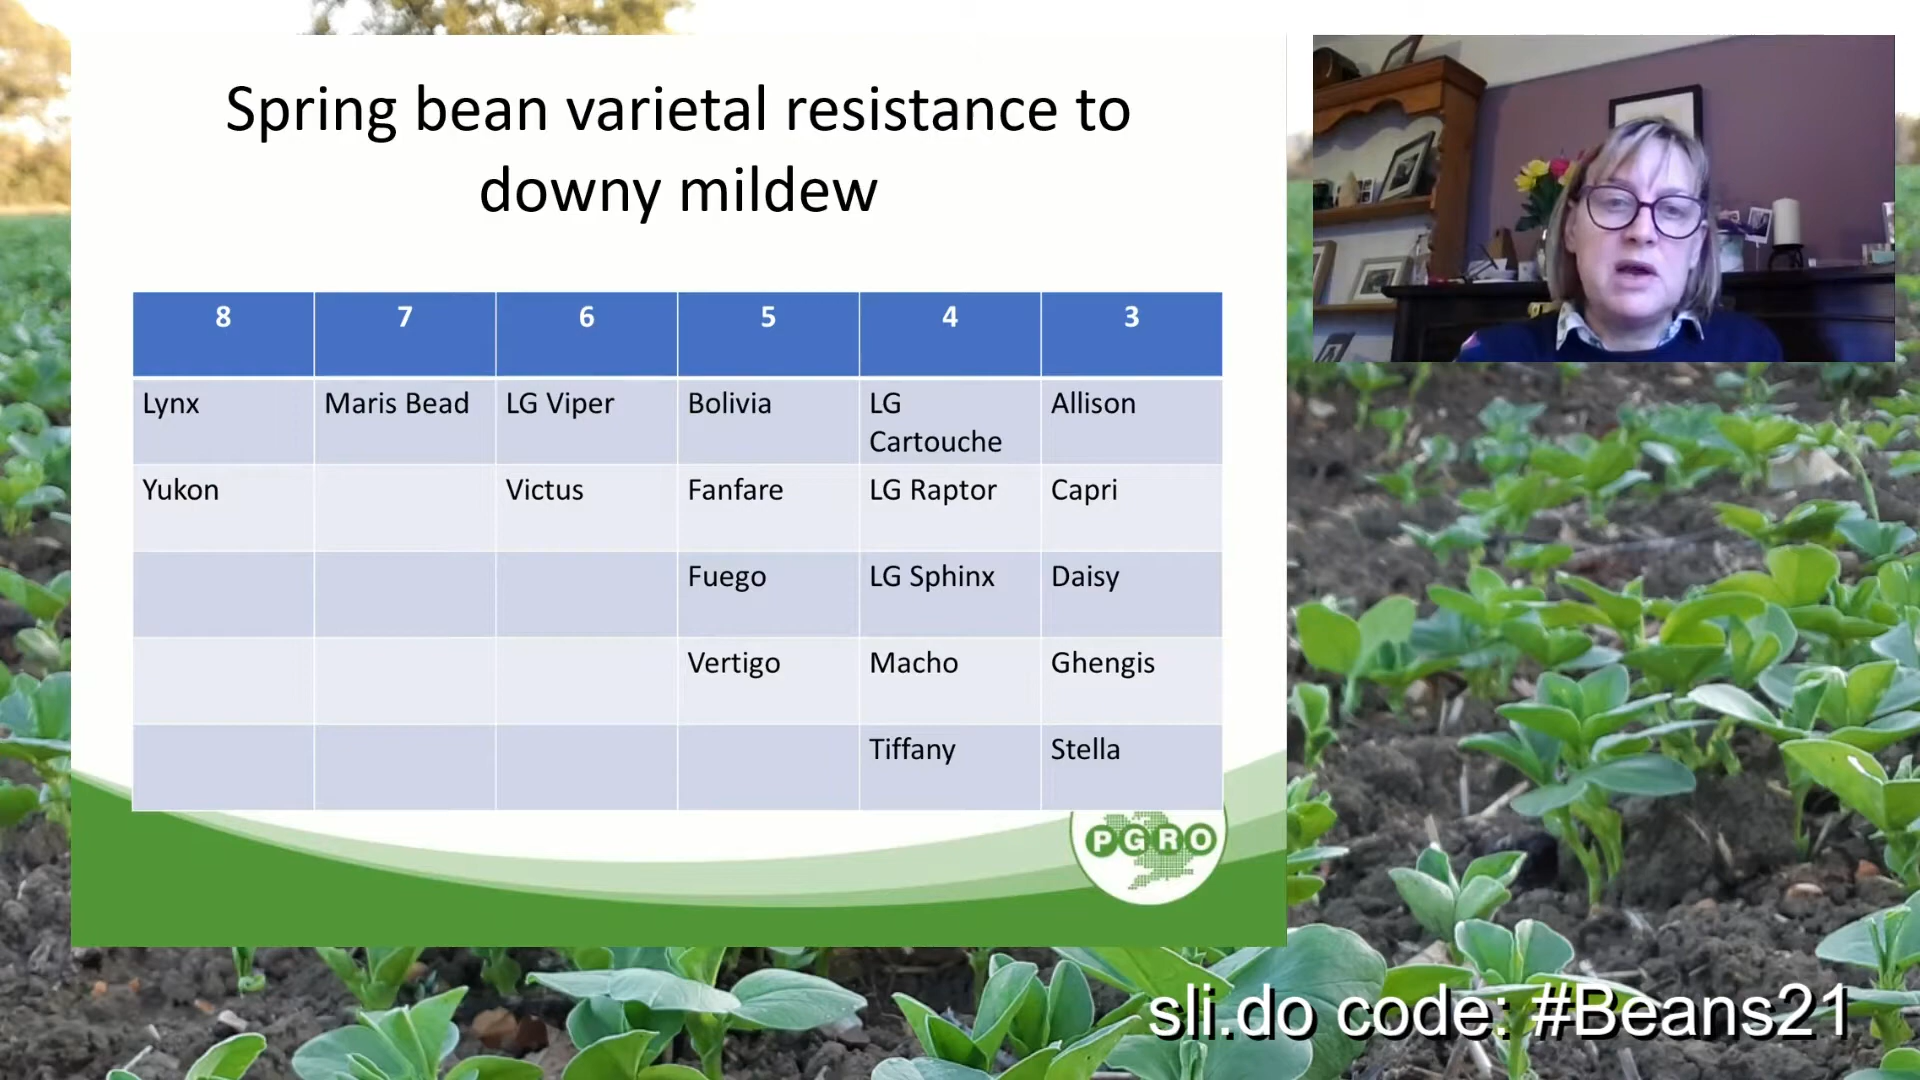 Spring bean varietal resistance to
downy mildew
8 7 6 5 4 3
Lynx Maris Bead LG Viper Bolivia LG Cartouche Allison
Yukon Victus Fanfare LG Raptor Capri
Fuego LG Sphinx Daisy
Vertigo Macho Ghengis
Tiffany Stella
PGRO
sli.do code: #Beans21